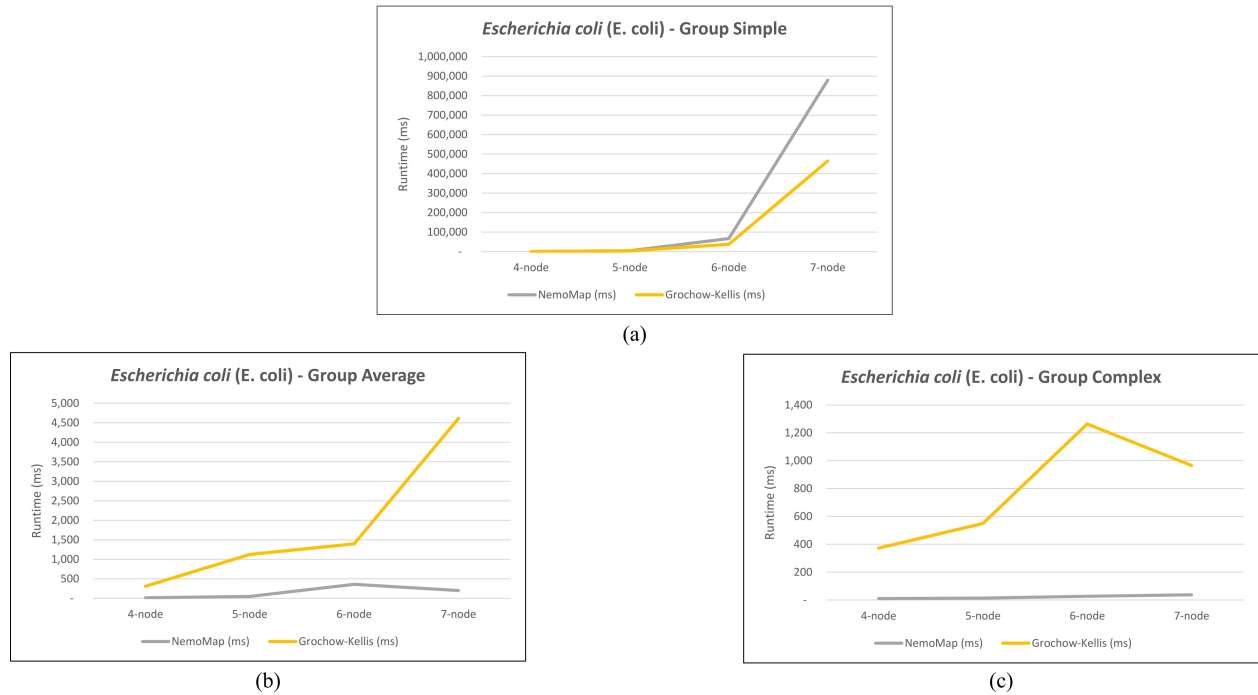 Escherichia coli (E. coli) - Group Simple
1,000,000
900,000
800,000
700,000
600,000
500,000
400,000
300,000
200,000
100,000
-
Runtime (ms)
4-node 5-node 6-node 7-node
NemoMap (ms) Grochow-Kellis (ms)
(a)
Escherichia coli (E. coli) - Group Average
5,000
4,500
4,000
3,500
3,000
2,500
2,000
1,500
1,000
500
-
Runtime (ms)
4-node 5-node 6-node 7-node
NemoMap (ms) Grochow-Kellis (ms)
(b)
Escherichia coli (E. coli) - Group Complex
1,400
1,200
1,000
800
600
400
200
-
Runtime (ms)
4-node 5-node 6-node 7-node
NemoMap (ms) Grochow-Kellis (ms)
(c)